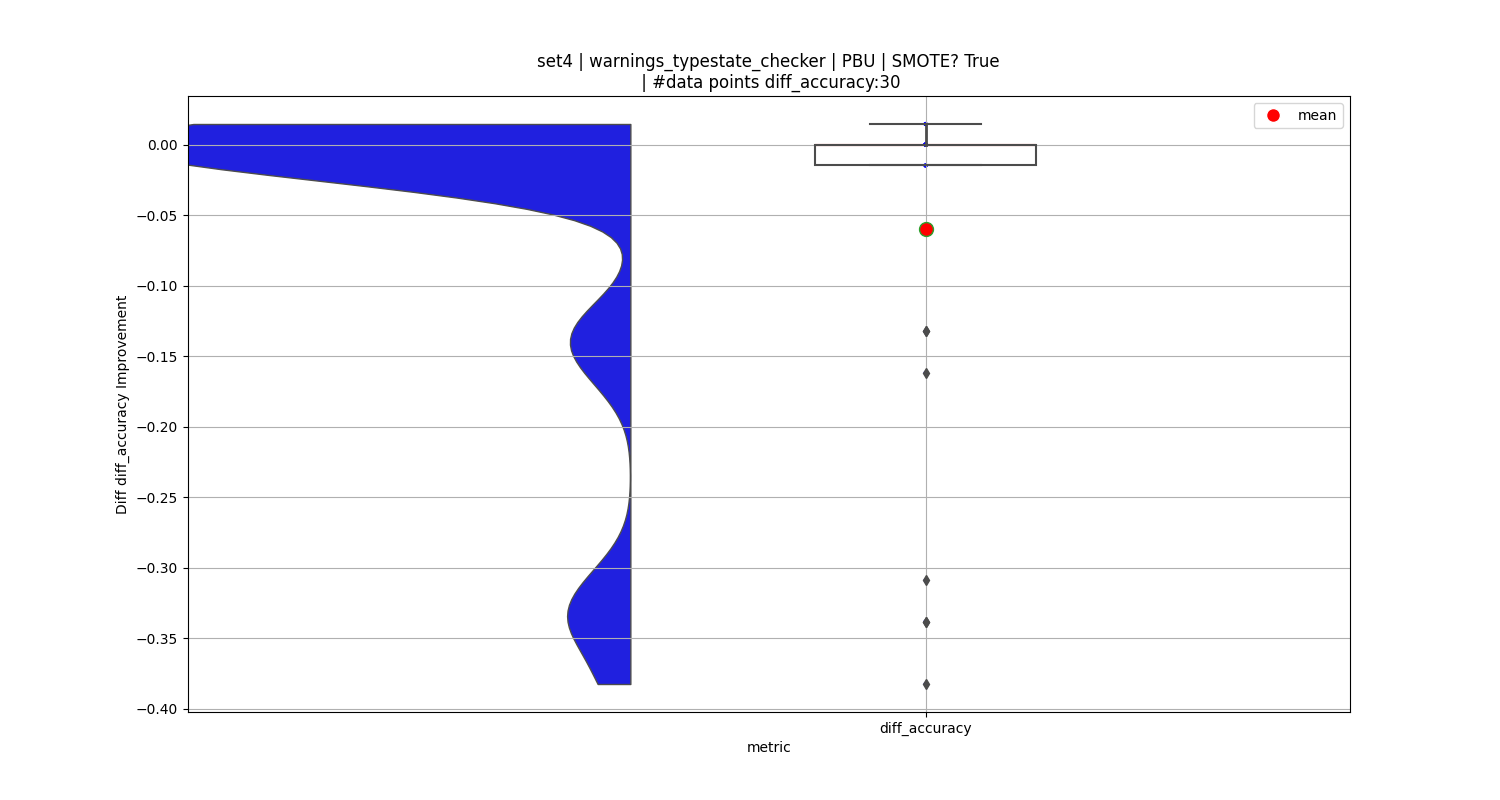 set4 | warnings_typestate_checker | PBU | SMOTE? True
| #data points diff_accuracy:30
mean
0.00
−0.05
−0.10
−0.15
−0.20
−0.25
−0.30
−0.35
−0.40
Diff diff_accuracy Improvement
diff_accuracy
metric